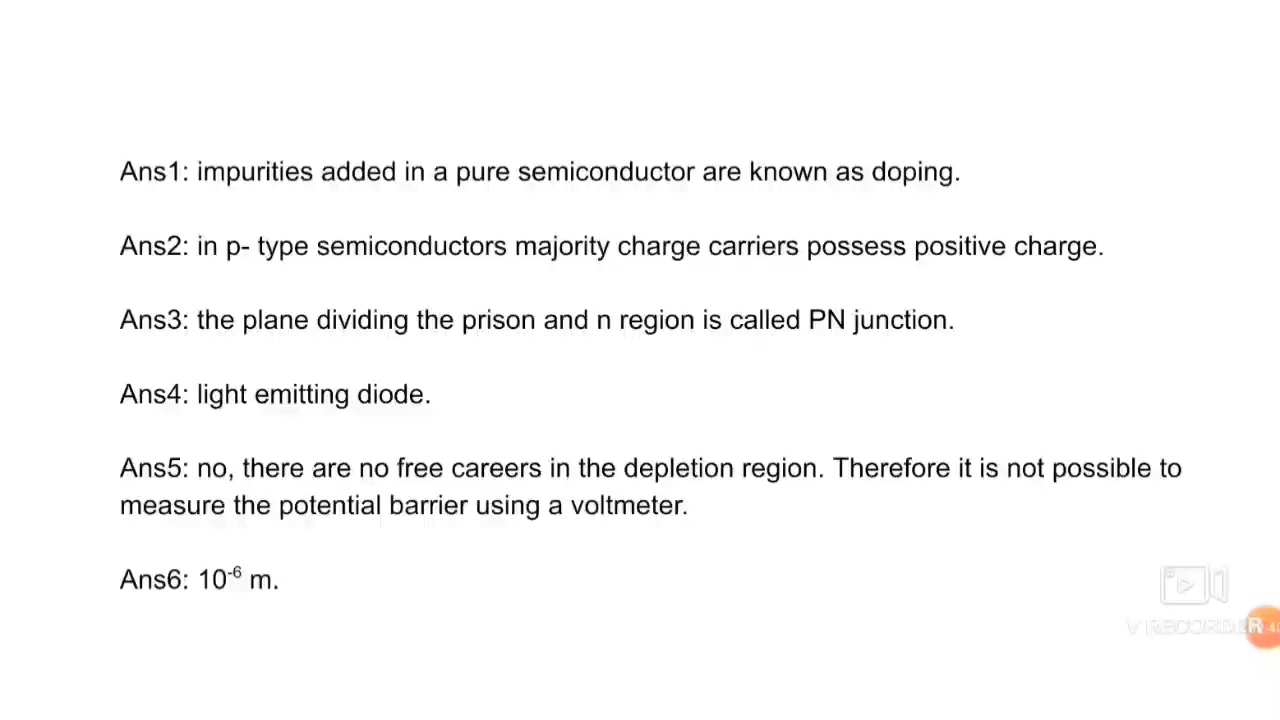 Ans1: impurities added in a pure semiconductor are known as doping.
Ans2: in p- type semiconductors majority charge carriers possess positive charge.
Ans3: the plane dividing the prison and n region is called PN junction.
Ans4: light emitting diode.
Ans5: no, there are no free careers in the depletion region. Therefore it is not possible to
measure the potential barrier using a voltmeter.
Ans6: 10⁻⁶ m.
V RECORDER